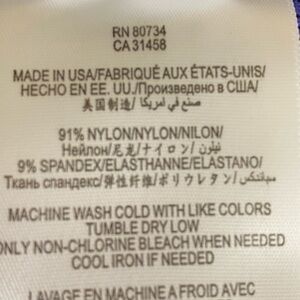 RN 80734
CA 31458
MADE IN USA/FABRIQUÉ AUX ÉTATS-UNIS/
HECHO EN EE. UU./Произведено в США/
美国制造/ صنع في أمريكا
91% NYLON/NYLON/NILON/
Нейлон/尼龙/ナイロン/ نيلون
9% SPANDEX/ELASTHANNE/ELASTANO/
Ткань спандекс/弹性纤维/ポリウレタン/ سباندكس
MACHINE WASH COLD WITH LIKE COLORS
TUMBLE DRY LOW
ONLY NON-CHLORINE BLEACH WHEN NEEDED
COOL IRON IF NEEDED
LAVAGE EN MACHINE A FROID AVEC